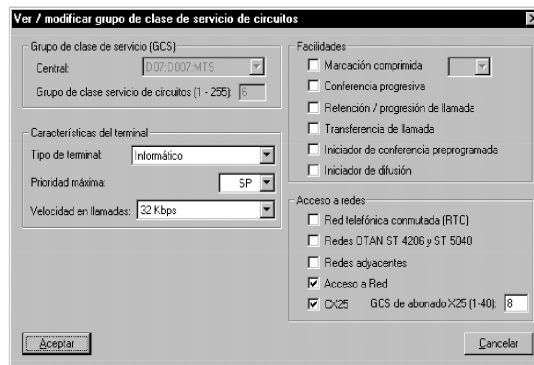 Ver / modificar grupo de clase de servicio de circuitos
Grupo de clase de servicio (GCS)
Central: D07:D007:MTS
Grupo de clase servicio de circuitos (1 - 255): 6
Características del terminal
Tipo de terminal: Informático
Prioridad máxima: SP
Velocidad en llamadas: 32 Kbps
Facilidades
Marcación comprimida
Conferencia progresiva
Retención / progresión de llamada
Transferencia de llamada
Iniciador de conferencia preprogramada
Iniciador de difusión
Acceso a redes
Red telefónica conmutada (RTC)
Redes OTAN ST 4206 y ST 5040
Redes adyacentes
Acceso a Red
CX25 GCS de abonado X25 (1-40): 8
Aceptar
Cancelar